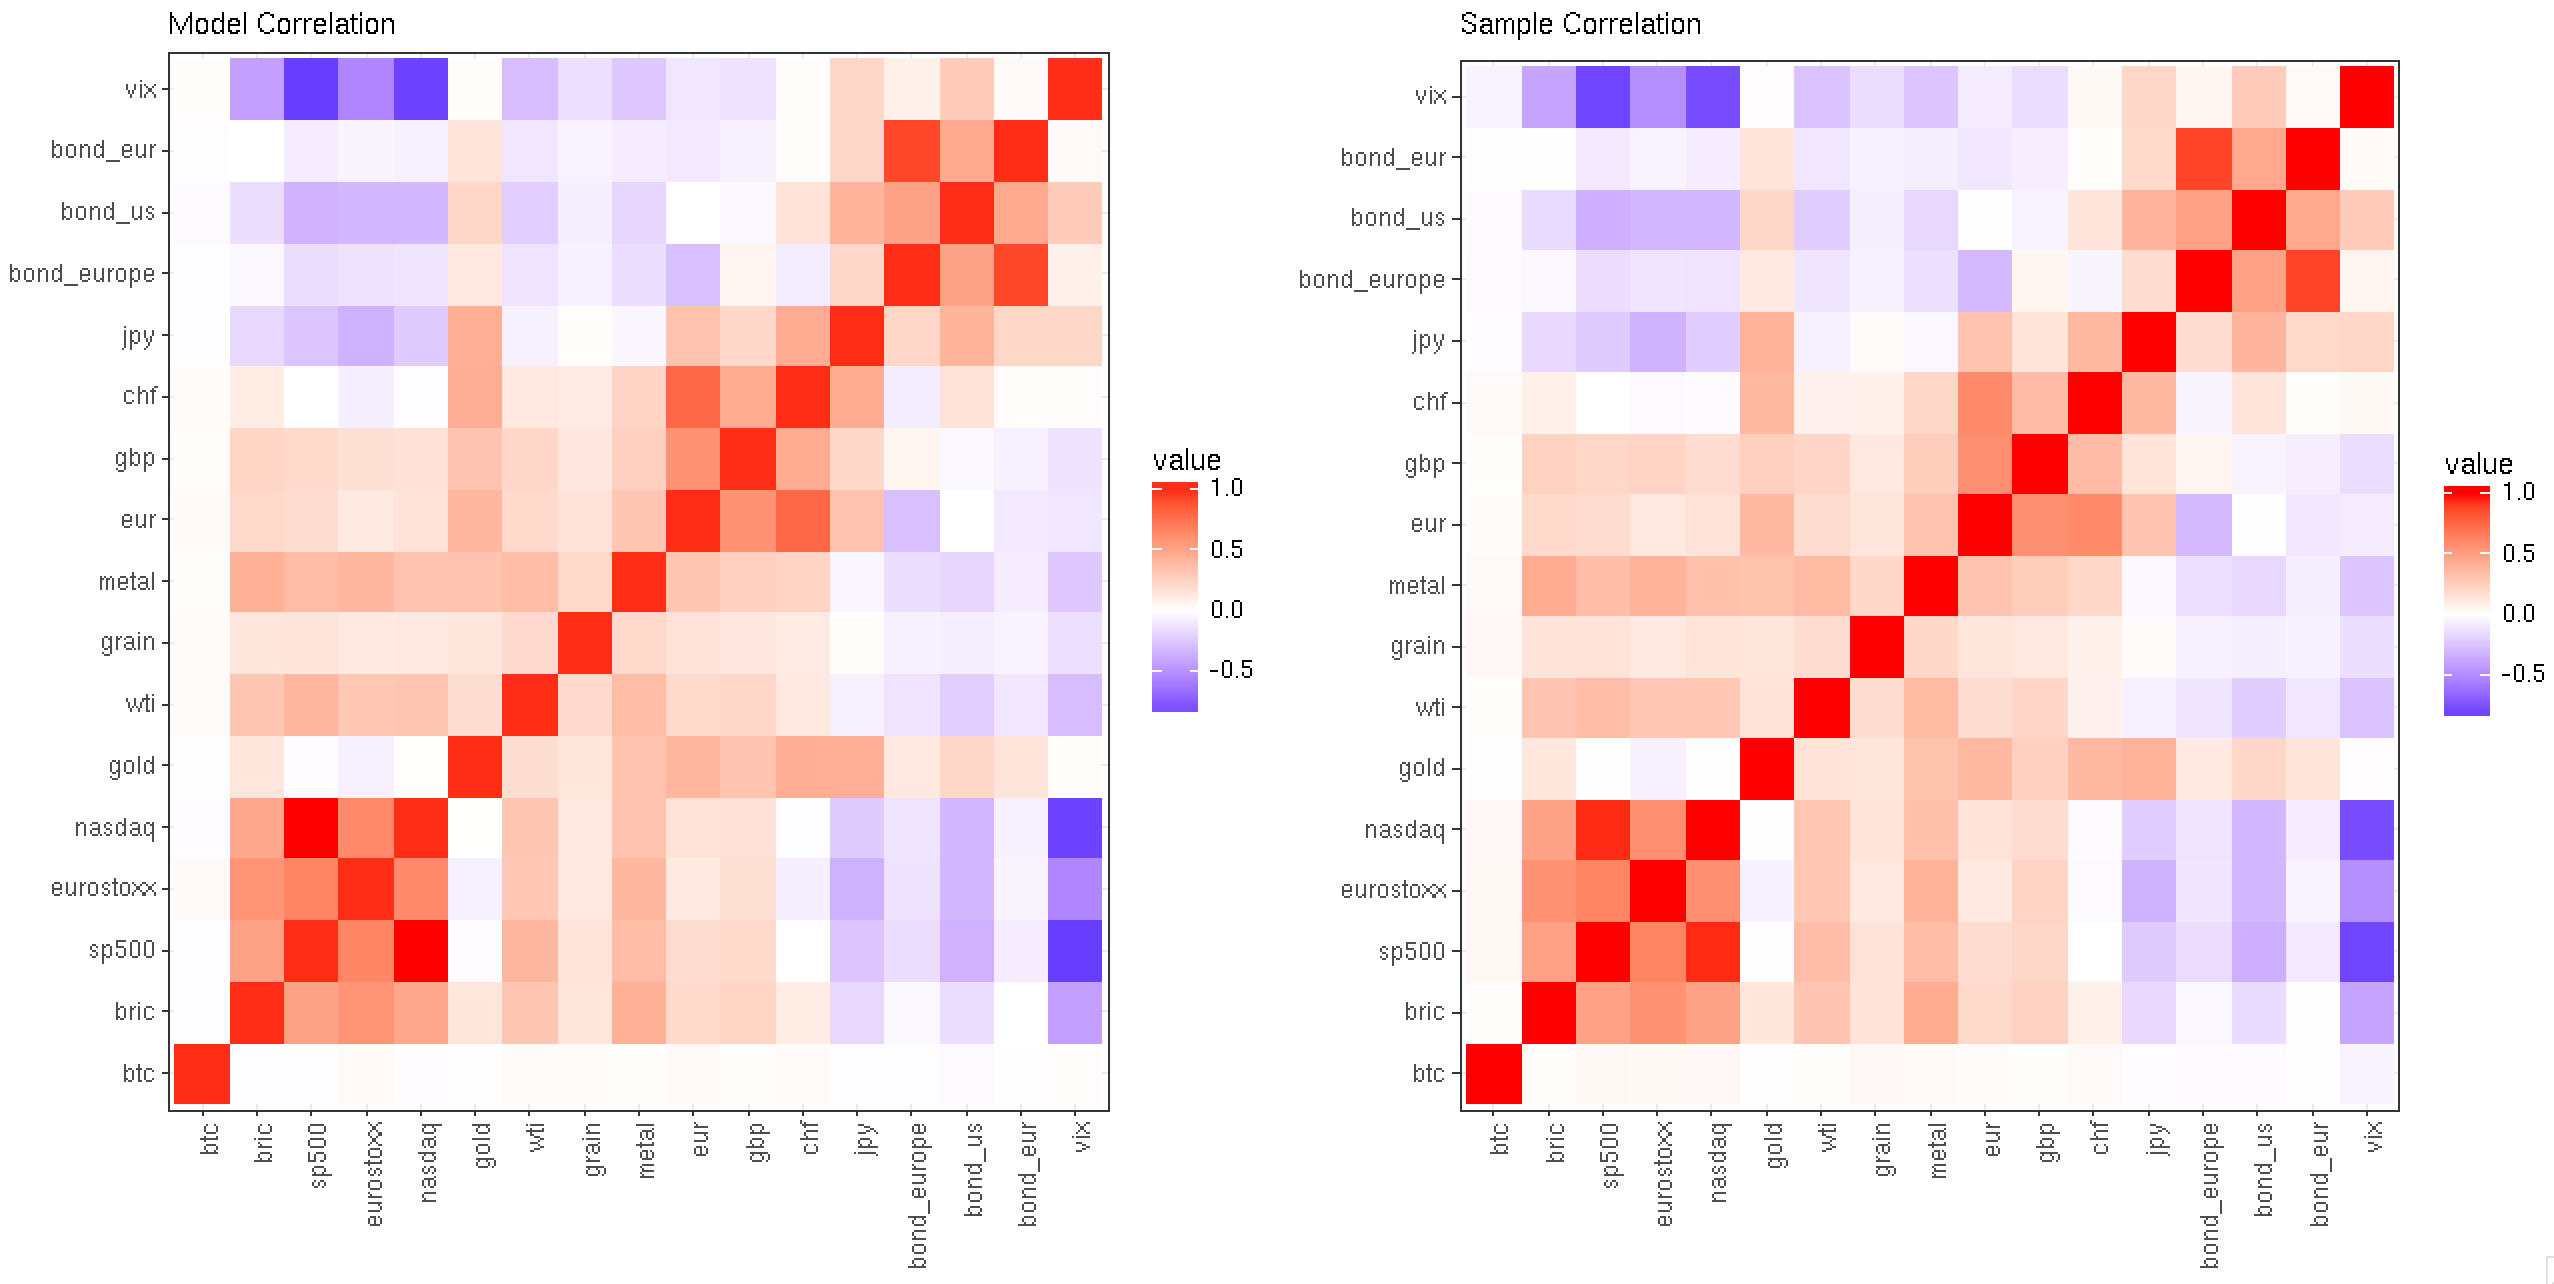 Model Correlation
vix
bond_eur
bond_us
bond_europe
jpy
chf
gbp
eur
metal
grain
wti
gold
nasdaq
eurostoxx
sp500
bric
btc
btc
bric
sp500
eurostoxx
nasdaq
gold
wti
grain
metal
eur
gbp
chf
jpy
bond_europe
bond_us
bond_eur
vix
value
1.0
0.5
0.0
-0.5
Sample Correlation
vix
bond_eur
bond_us
bond_europe
jpy
chf
gbp
eur
metal
grain
wti
gold
nasdaq
eurostoxx
sp500
bric
btc
btc
bric
sp500
eurostoxx
nasdaq
gold
wti
grain
metal
eur
gbp
chf
jpy
bond_europe
bond_us
bond_eur
vix
value
1.0
0.5
0.0
-0.5